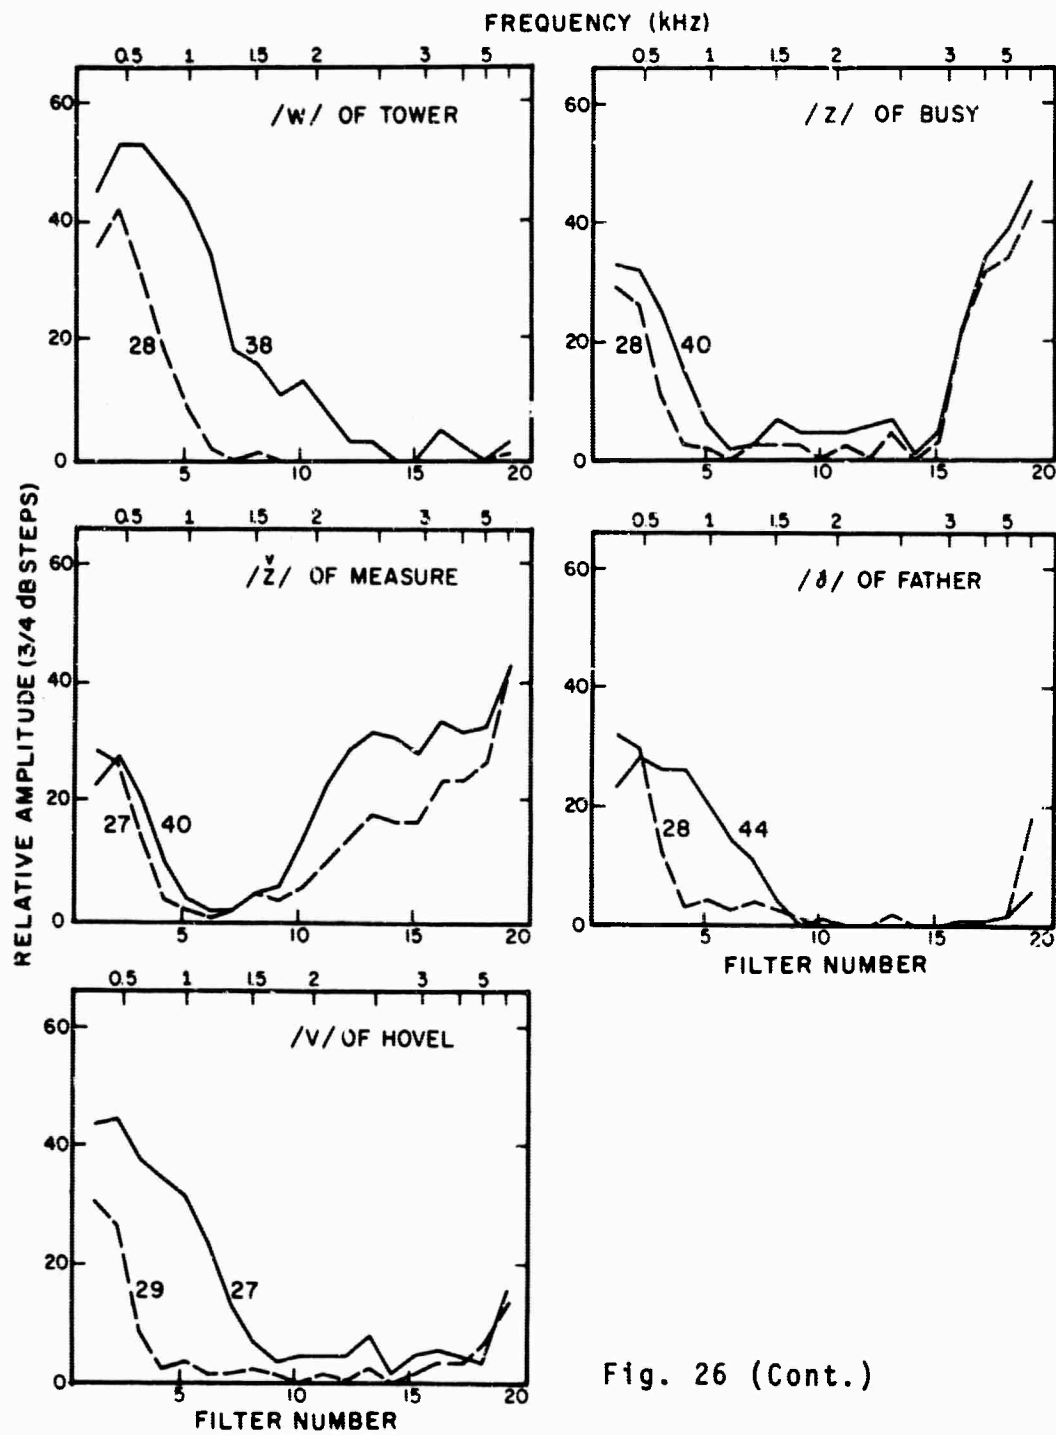 FREQUENCY (kHz)
0.5 1 1.5 2 3 5
0.5 1 1.5 2 3 5
60
/W/ OF TOWER
60
/Z/ OF BUSY
40
40
20
28
38
20
28
40
0
5 10 15 20
0
5 10 15 20
RELATIVE AMPLITUDE (3/4 dB STEPS)
0.5 1 1.5 2 3 5
0.5 1 1.5 2 3 5
60
/ž/ OF MEASURE
60
/ð/ OF FATHER
40
40
20
27
40
20
28
44
0
5 10 15 20
0
5 10 15 20
FILTER NUMBER
0.5 1 1.5 2 3 5
60
/V/ OF HOVEL
40
20
29
27
0
5 10 15 20
FILTER NUMBER
Fig. 26 (Cont.)